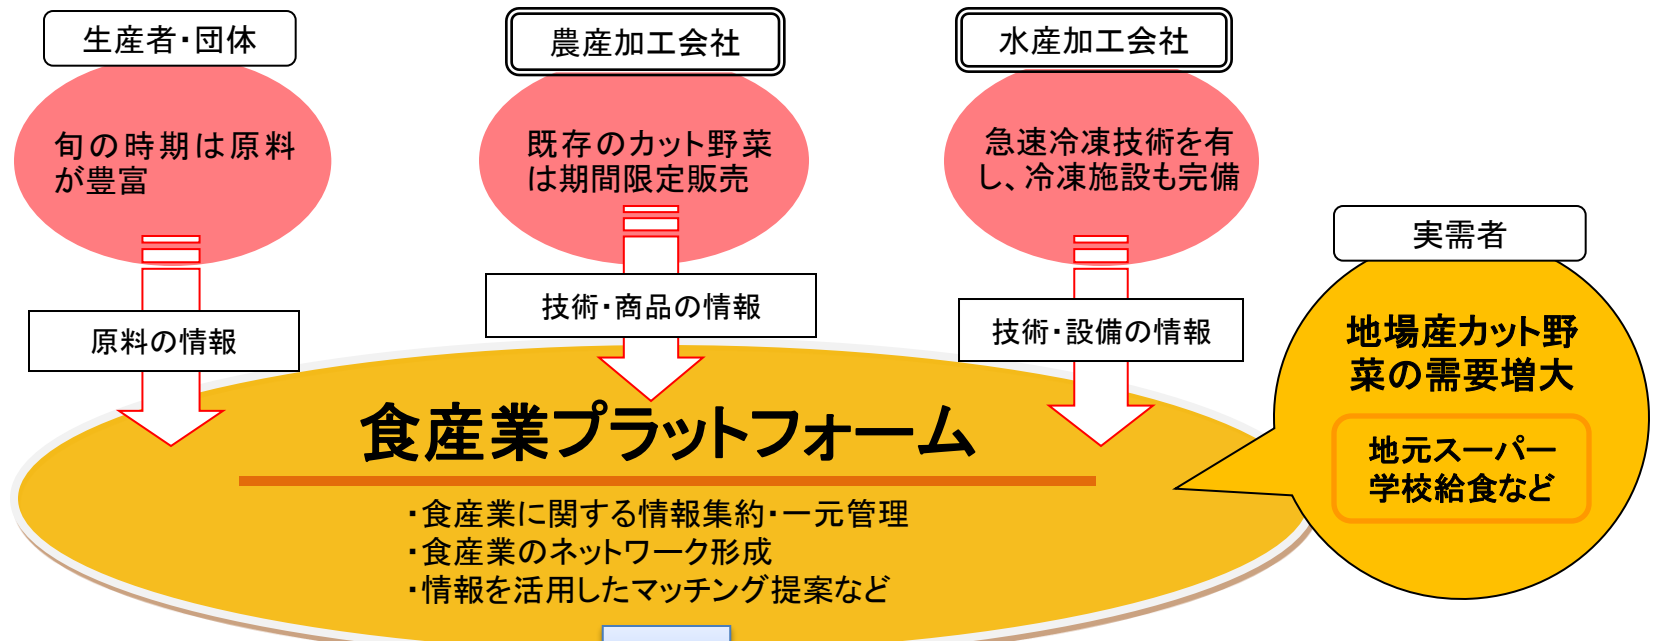 生産者・団体
農産加工会社
水産加工会社
旬の時期は原料
が豊富
既存のカット野菜
は期間限定販売
急速冷凍技術を有
し、冷凍施設も完備
実需者
原料の情報
技術・商品の情報
技術・設備の情報
地場産カット野
菜の需要増大
地元スーパー
学校給食など
食産業プラットフォーム
・食産業に関する情報集約・一元管理
・食産業のネットワーク形成
・情報を活用したマッチング提案など